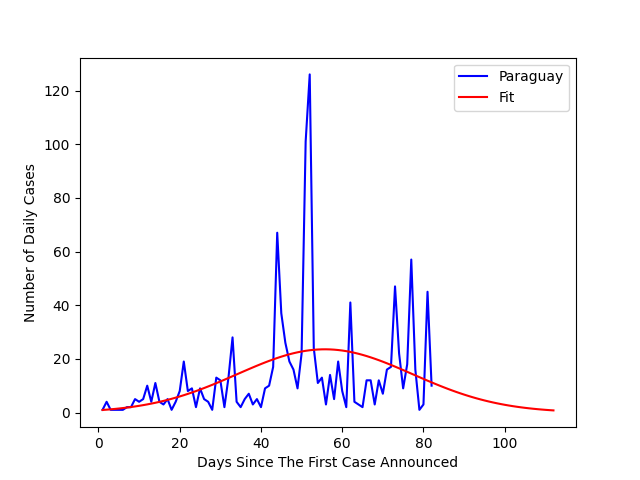 Paraguay
Fit
120
100
80
60
40
20
0
Number of Daily Cases
0 20 40 60 80 100
Days Since The First Case Announced